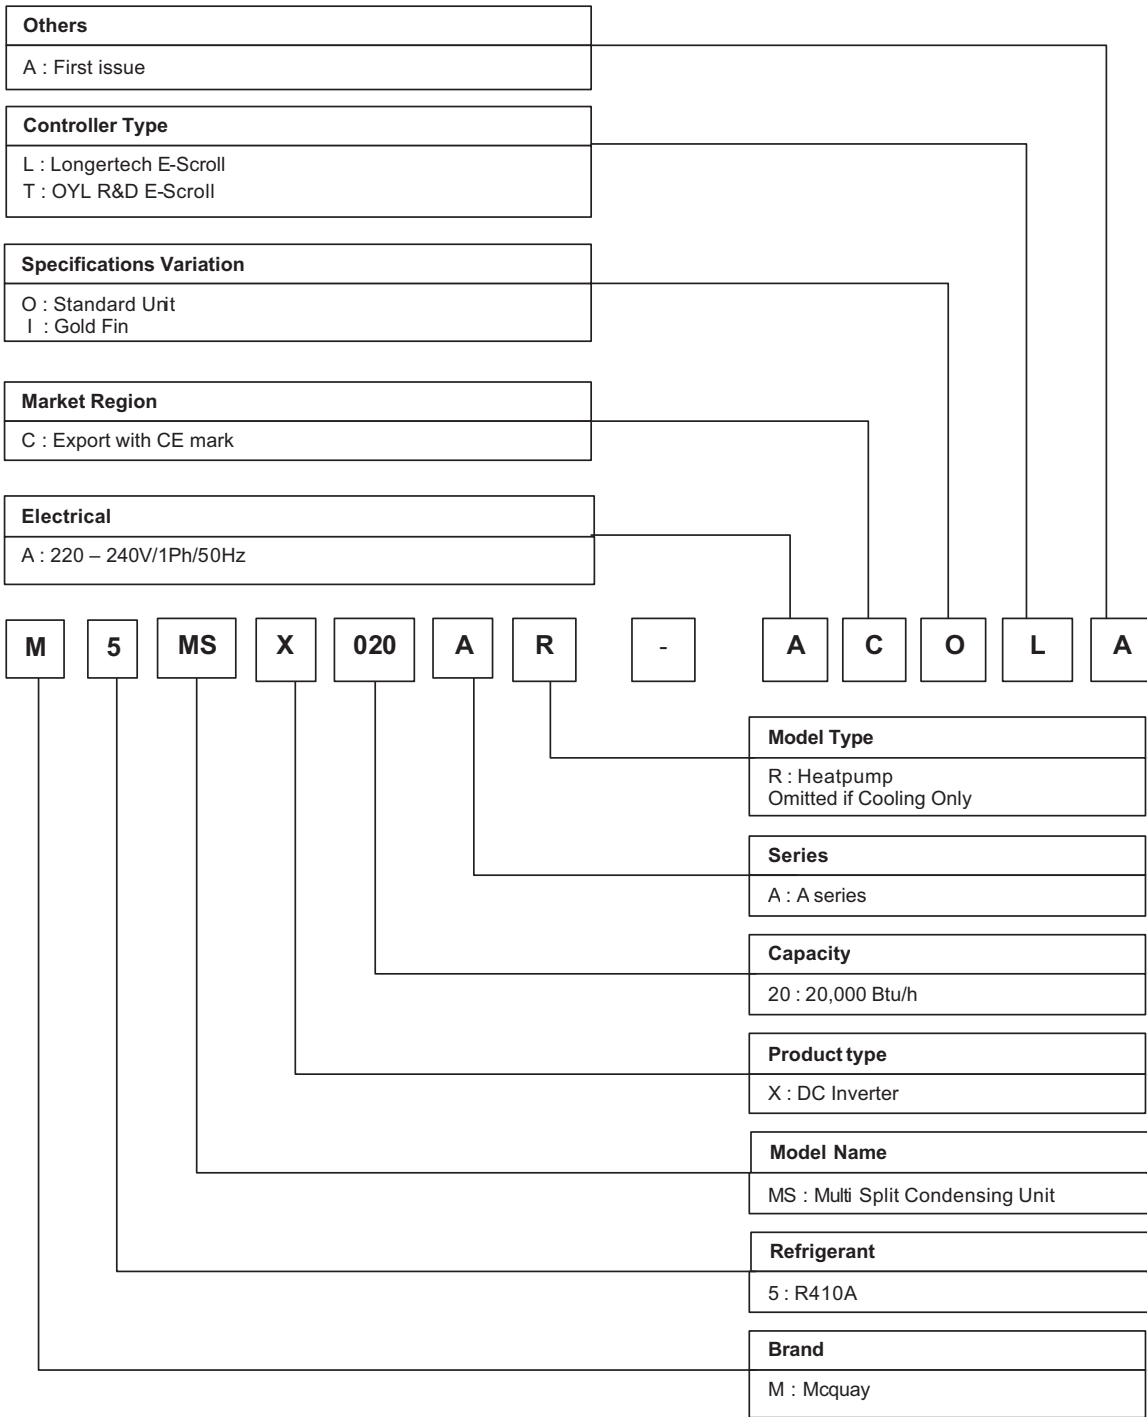 Others
A : First issue
Controller Type
L : Longertech E-Scroll
T : OYL R&D E-Scroll
Specifications Variation
O : Standard Unit
I : Gold Fin
Market Region
C : Export with CE mark
Electrical
A : 220 – 240V/1Ph/50Hz
M 5 MS X 020 A R - A C O L A
Model Type
R : Heatpump
Omitted if Cooling Only
Series
A : A series
Capacity
20 : 20,000 Btu/h
Product type
X : DC Inverter
Model Name
MS : Multi Split Condensing Unit
Refrigerant
5 : R410A
Brand
M : Mcquay